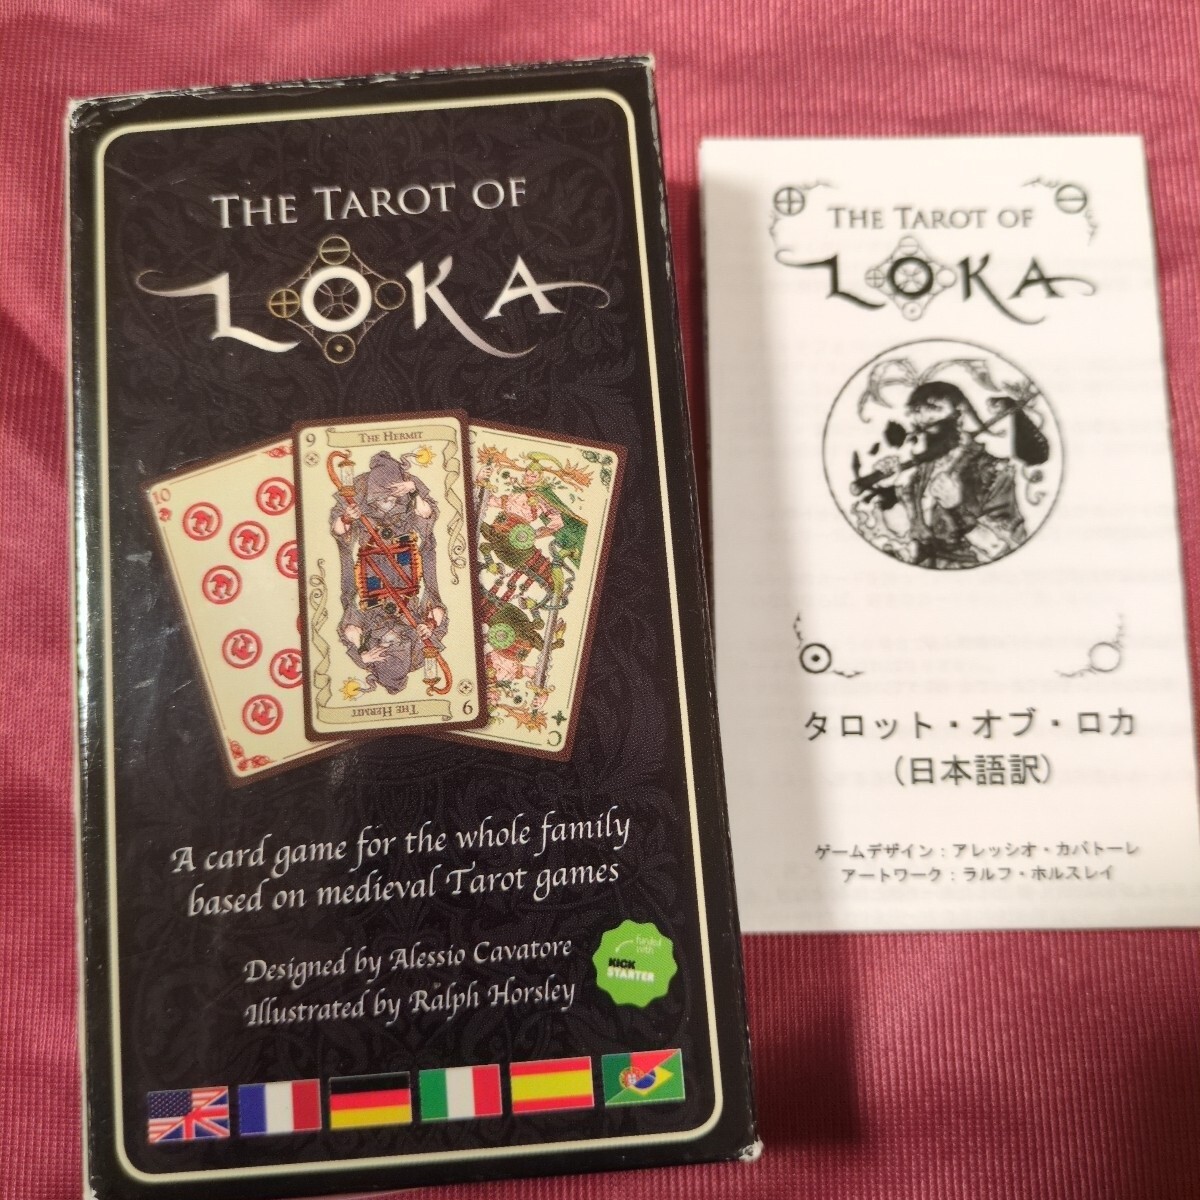 THE TAROT OF
LOKA
10
9
THE HERMIT
THE HERMIT
9
C
A card game for the whole family
based on medieval Tarot games
Designed by Alessio Cavatore
Illustrated by Ralph Horsley
funded
with
KICK
STARTER
THE TAROT OF
LOKA
タロット・オブ・ロカ
(日本語訳)
ゲームデザイン：アレッシオ・カバトーレ
アートワーク：ラルフ・ホルスレイ